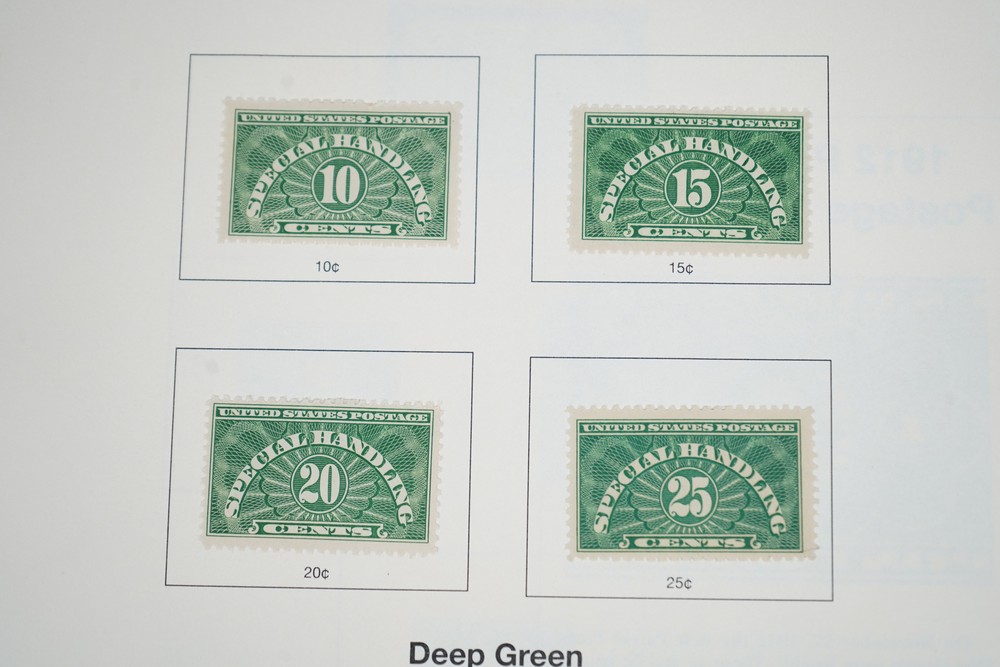 UNITED STATES POSTAGE
SPECIAL HANDLING
10
CENTS
10¢
UNITED STATES POSTAGE
SPECIAL HANDLING
15
CENTS
15¢
UNITED STATES POSTAGE
SPECIAL HANDLING
20
CENTS
20¢
UNITED STATES POSTAGE
SPECIAL HANDLING
25
CENTS
25¢
Deep Green